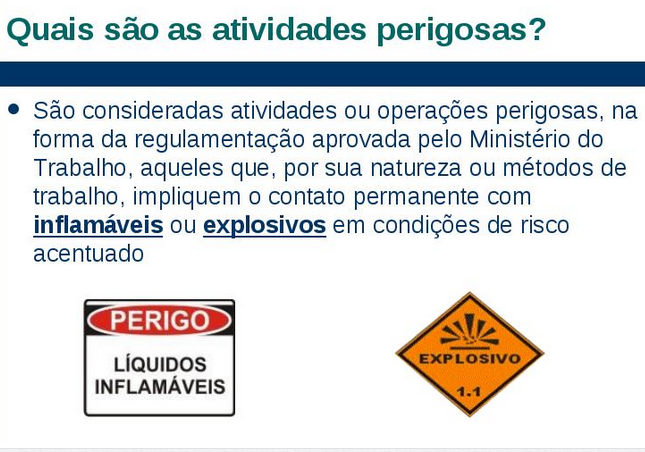 Quais são as atividades perigosas?
São consideradas atividades ou operações perigosas, na
forma da regulamentação aprovada pelo Ministério do
Trabalho, aqueles que, por sua natureza ou métodos de
trabalho, impliquem o contato permanente com
inflamáveis ou explosivos em condições de risco
acentuado
PERIGO
LÍQUIDOS
INFLAMÁVEIS
EXPLOSIVO
1.1